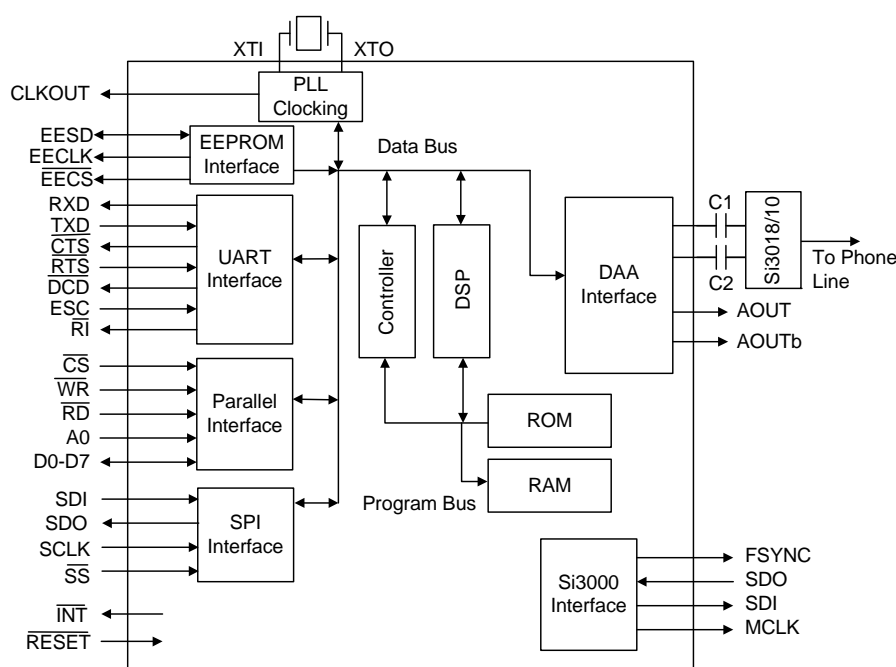 XTI
XTO
CLKOUT
PLL
Clocking
EESD
EECLK
EECS
EEPROM
Interface
Data Bus
RXD
TXD
CTS
RTS
DCD
ESC
RI
UART
Interface
Controller
DSP
DAA
Interface
C1
C2
Si3018/10
To Phone
Line
AOUT
AOUTb
CS
WR
RD
A0
D0-D7
Parallel
Interface
ROM
RAM
Program Bus
SDI
SDO
SCLK
SS
SPI
Interface
INT
RESET
Si3000
Interface
FSYNC
SDO
SDI
MCLK